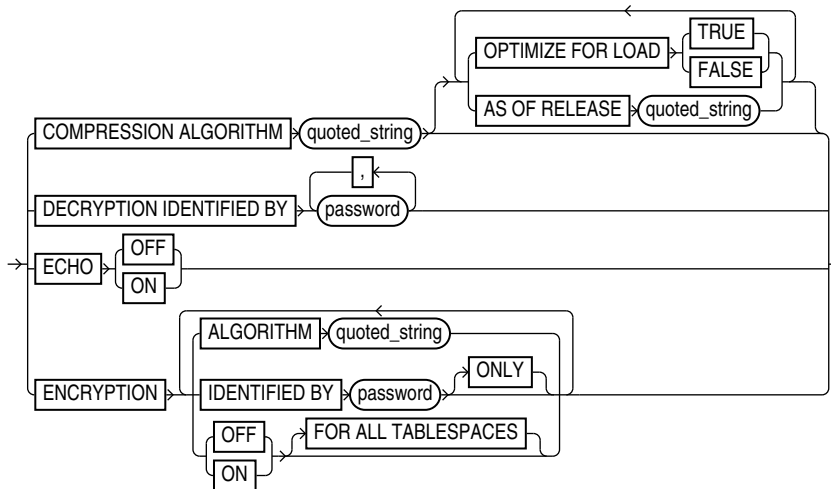 TRUE
OPTIMIZE FOR LOAD
FALSE
AS OF RELEASE quoted_string
COMPRESSION ALGORITHM quoted_string
,
DECRYPTION IDENTIFIED BY password
OFF
ECHO
ON
ALGORITHM quoted_string
ONLY
ENCRYPTION IDENTIFIED BY password
OFF FOR ALL TABLESPACES
ON